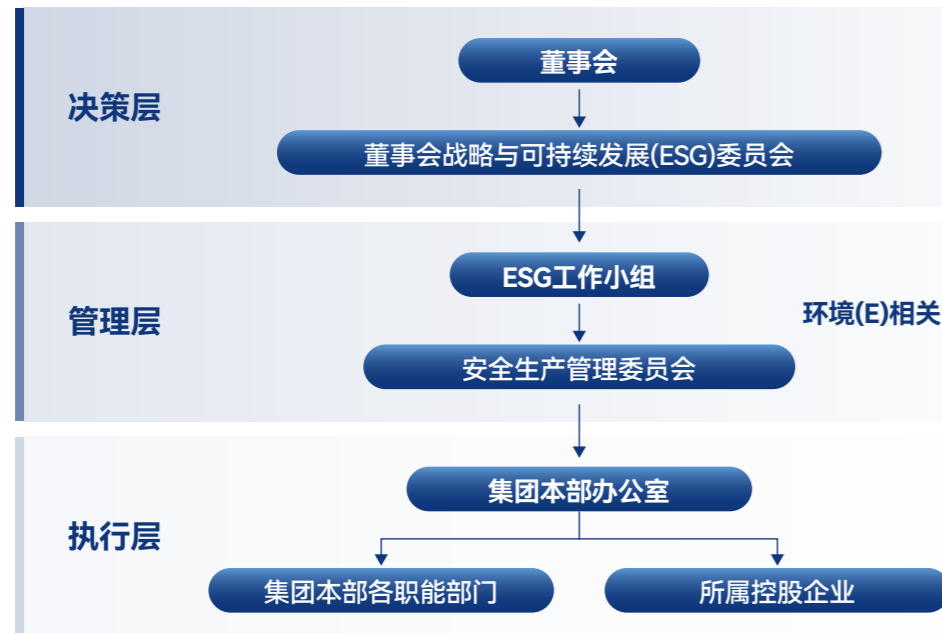 决策层
董事会
董事会战略与可持续发展(ESG)委员会
管理层
ESG工作小组
环境(E)相关
安全生产管理委员会
执行层
集团本部办公室
集团本部各职能部门
所属控股企业